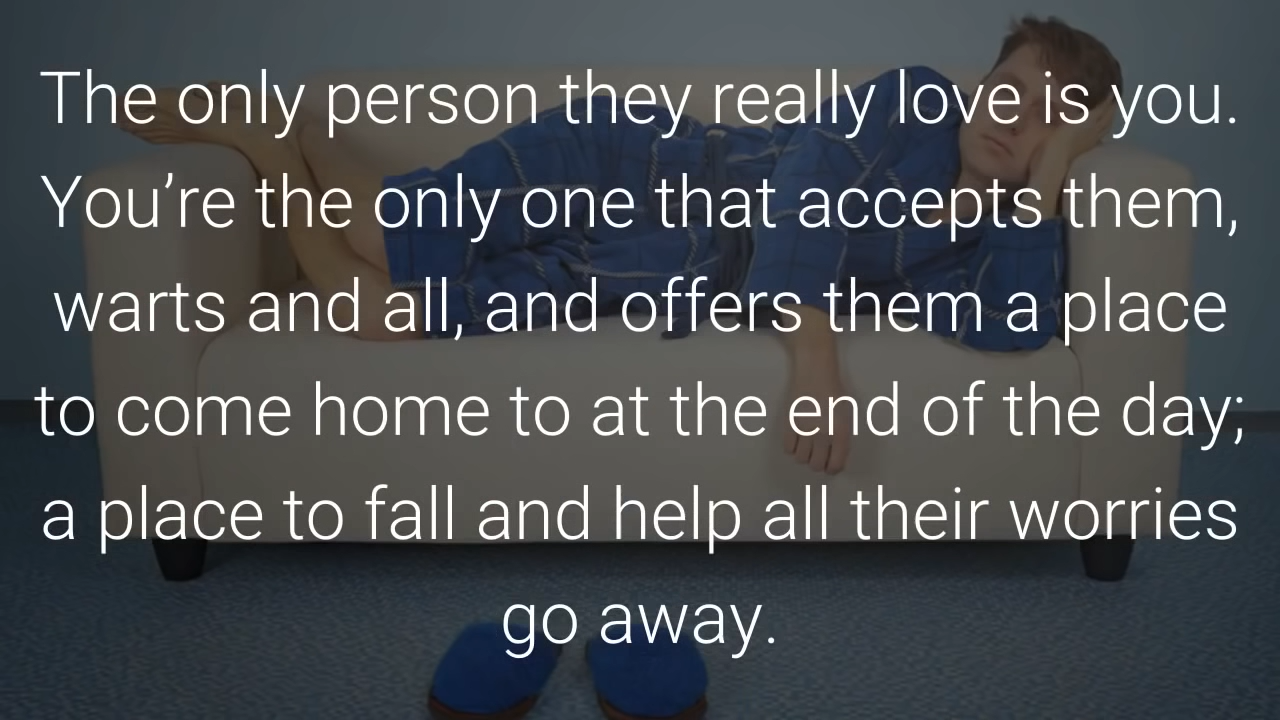 The only person they really love is you.
You’re the only one that accepts them,
warts and all, and offers them a place
to come home to at the end of the day;
a place to fall and help all their worries
go away.